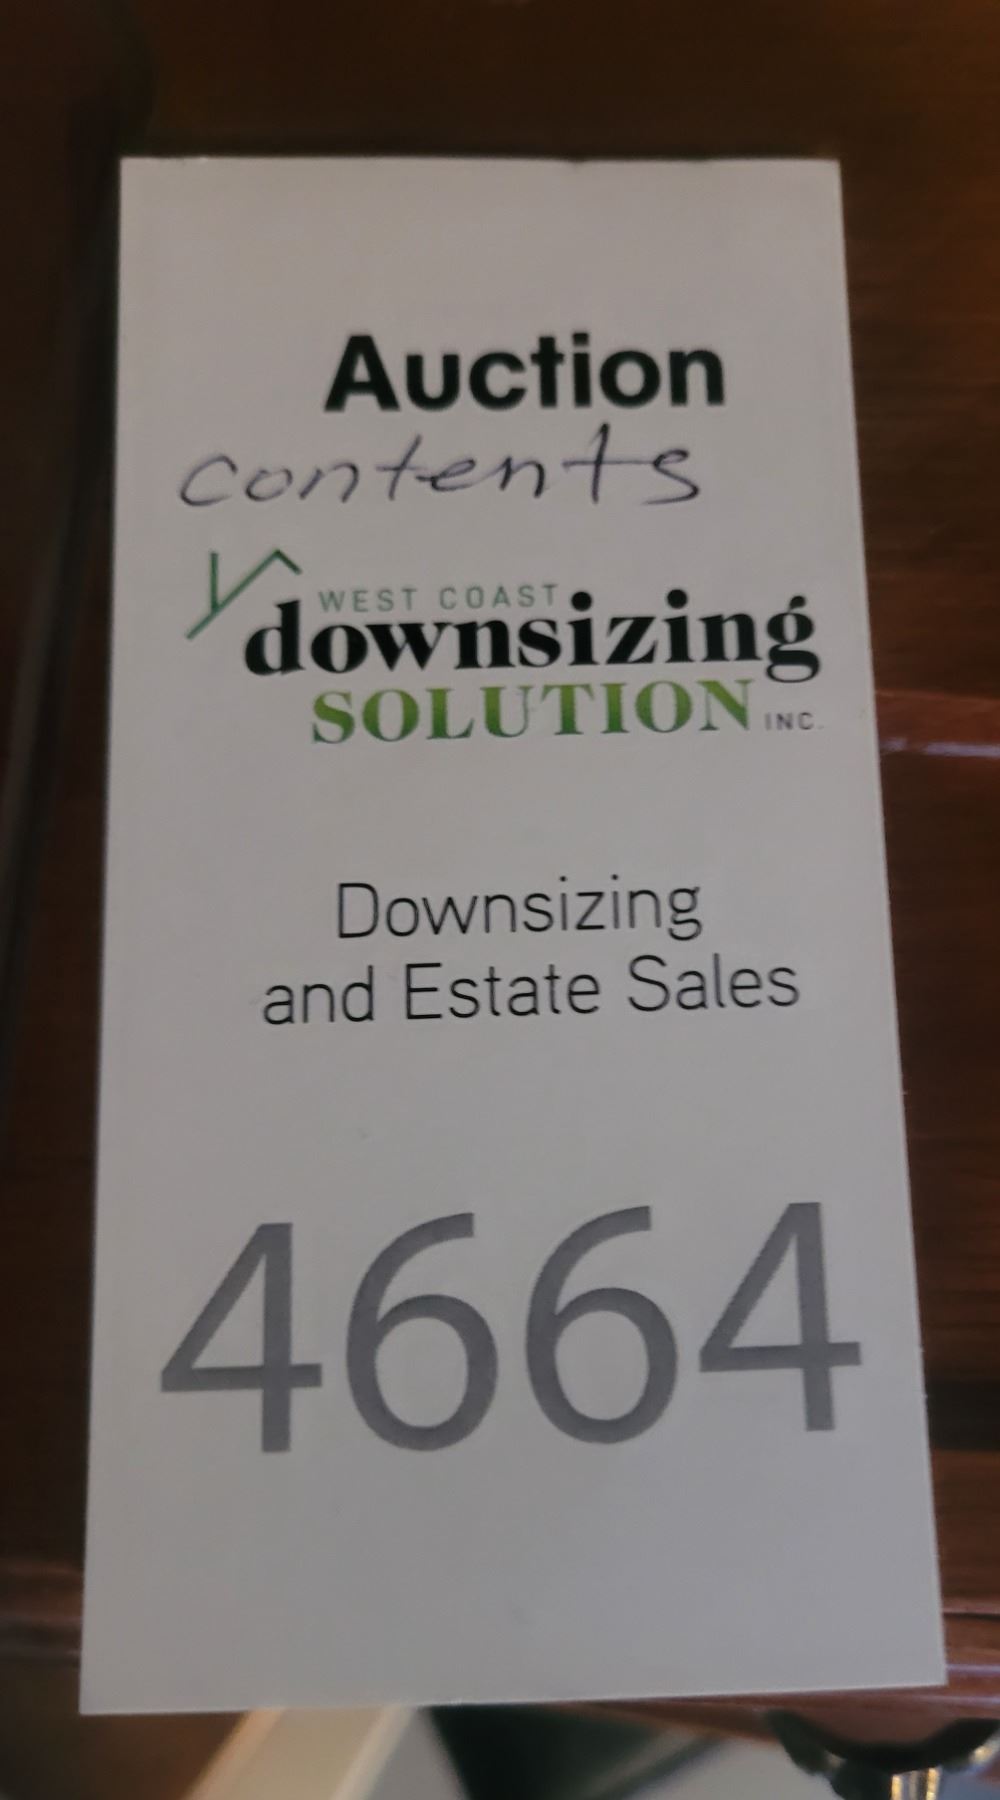 Auction
contents
WEST COAST
downsizing
SOLUTION INC.
Downsizing
and Estate Sales
4664